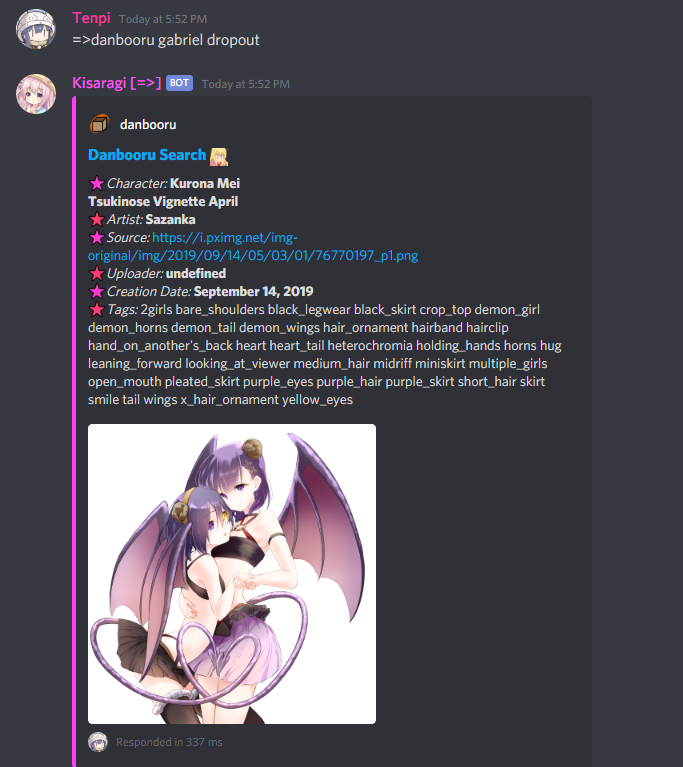 Tenpi Today at 5:52 PM
=>danbooru gabriel dropout
Kisaragi [=>] BOT Today at 5:52 PM
danbooru
Danbooru Search
Character: Kurona Mei
Tsukinose Vignette April
Artist: Sazanka
Source: https://i.pximg.net/img-
original/img/2019/09/14/05/03/01/76770197_p1.png
Uploader: undefined
Creation Date: September 14, 2019
Tags: 2girls bare_shoulders black_legwear black_skirt crop_top demon_girl
demon_horns demon_tail demon_wings hair_ornament hairband hairclip
hand_on_another's_back heart heart_tail heterochromia holding_hands horns hug
leaning_forward looking_at_viewer medium_hair midriff miniskirt multiple_girls
open_mouth pleated_skirt purple_eyes purple_hair purple_skirt short_hair skirt
smile tail wings x_hair_ornament yellow_eyes
Responded in 337 ms